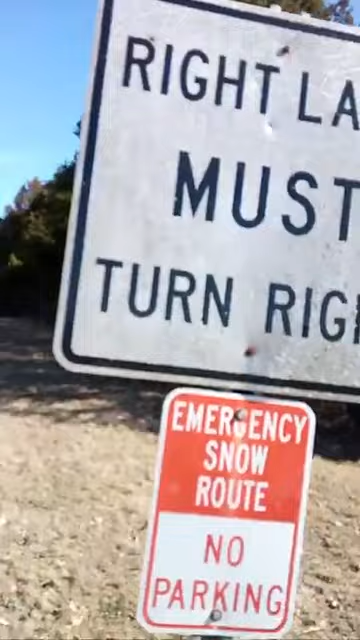 RIGHT LA
MUST
TURN RIG
EMERGENCY
SNOW
ROUTE
NO
PARKING